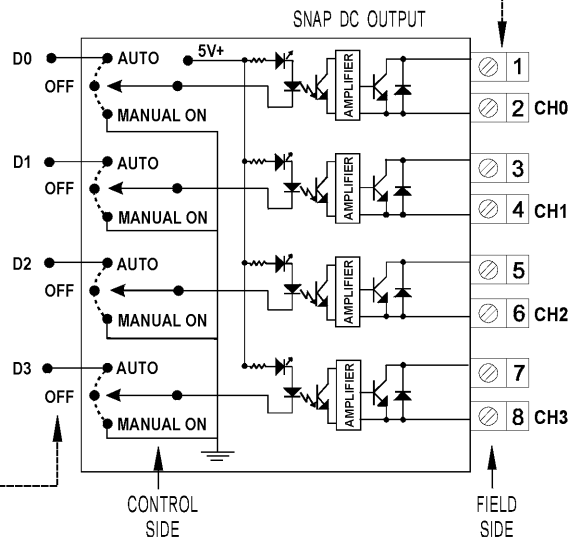 SNAP DC OUTPUT
D0 AUTO 5V+
OFF
MANUAL ON
AMPLIFIER
1
2 CH0
D1 AUTO
OFF
MANUAL ON
AMPLIFIER
3
4 CH1
D2 AUTO
OFF
MANUAL ON
AMPLIFIER
5
6 CH2
D3 AUTO
OFF
MANUAL ON
AMPLIFIER
7
8 CH3
CONTROL
SIDE
FIELD
SIDE